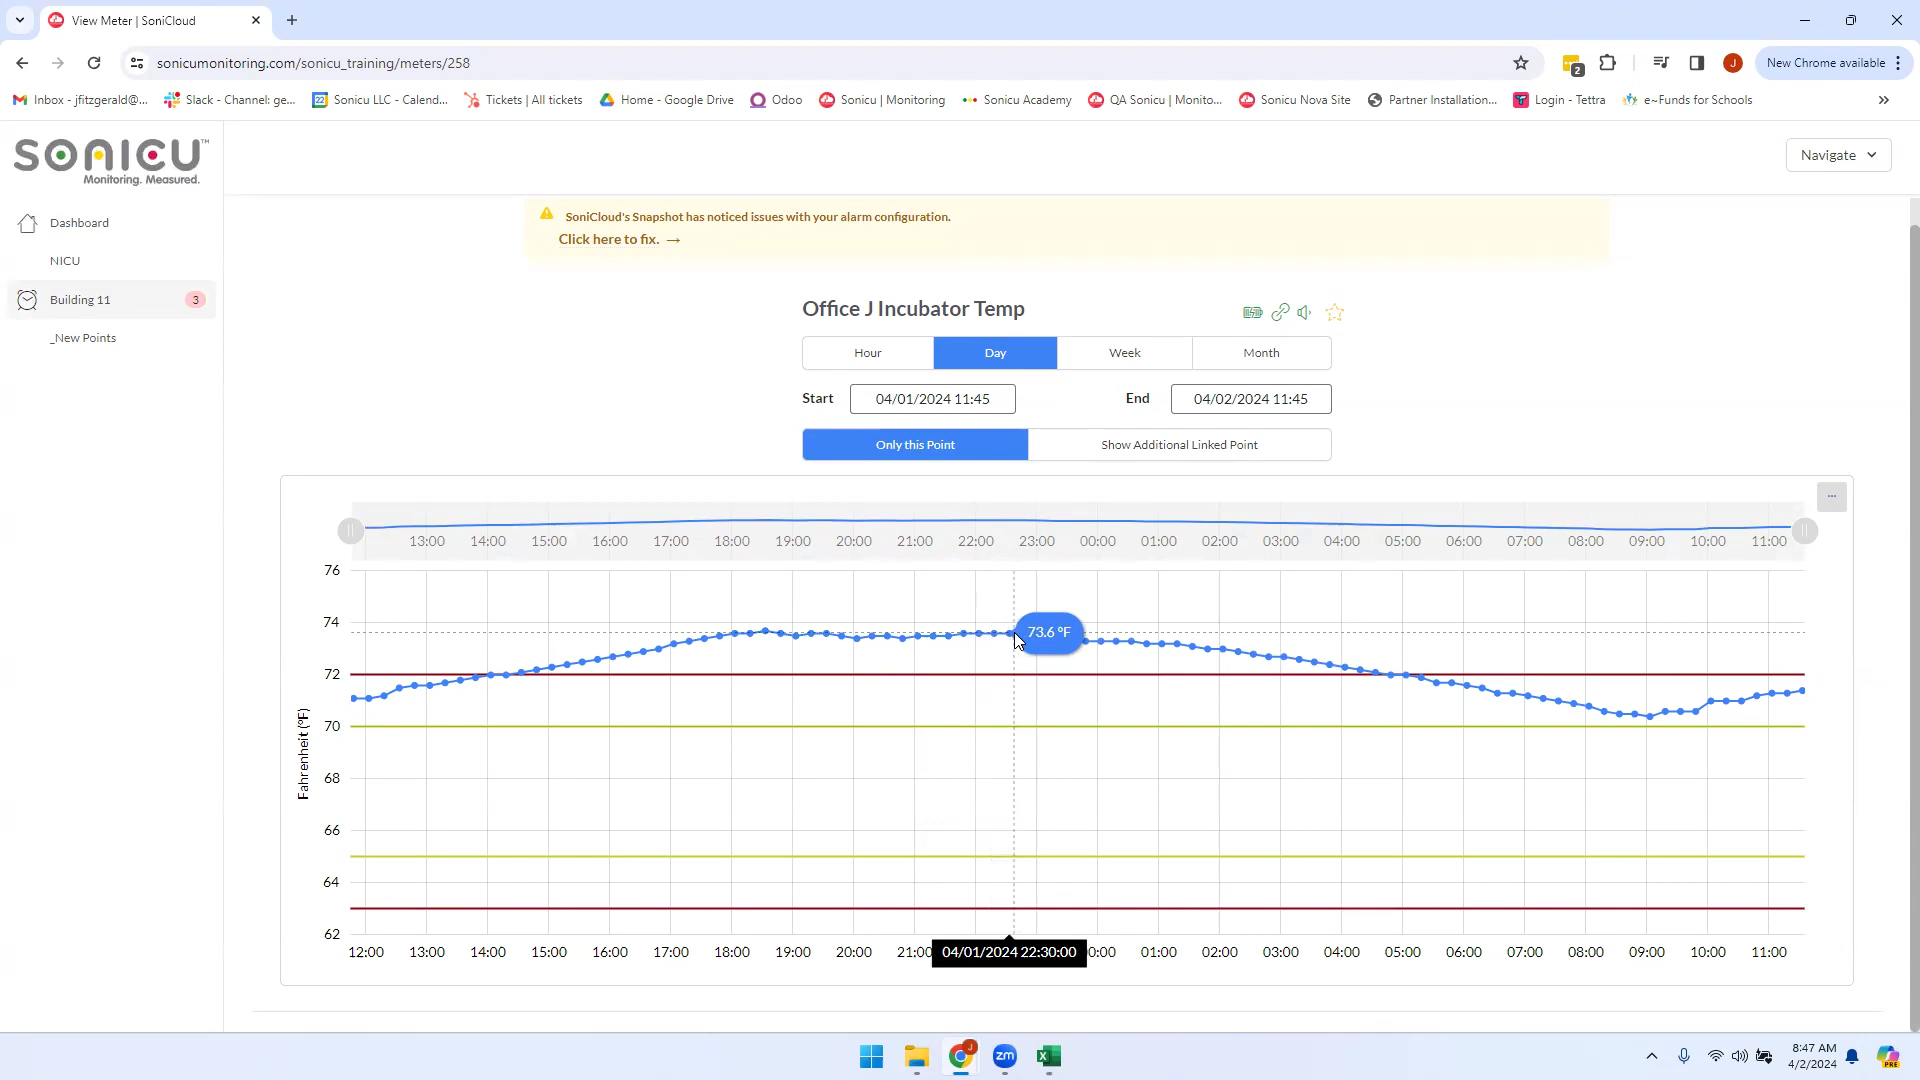 View Meter | SoniCloud
sonicumonitoring.com/sonicu_training/meters/258
2
J
New Chrome available
Inbox - jfitzgerald@...
Slack - Channel: ge...
22
Sonicu LLC - Calend...
Tickets | All tickets
Home - Google Drive
Odoo
Sonicu | Monitoring
Sonicu Academy
QA Sonicu | Monito...
Sonicu Nova Site
Partner Installation...
Login - Tettra
e~Funds for Schools
SONICU™
Monitoring. Measured.
Navigate
Dashboard
NICU
Building 11
3
_New Points
SoniCloud's Snapshot has noticed issues with your alarm configuration.
Click here to fix. →
Office J Incubator Temp
Hour
Day
Week
Month
Start
04/01/2024 11:45
End
04/02/2024 11:45
Only this Point
Show Additional Linked Point
...
13:00 14:00 15:00 16:00 17:00 18:00 19:00 20:00 21:00 22:00 23:00 00:00 01:00 02:00 03:00 04:00 05:00 06:00 07:00 08:00 09:00 10:00 11:00
76
74
73.6 °F
72
70
68
66
64
62
Fahrenheit (°F)
12:00 13:00 14:00 15:00 16:00 17:00 18:00 19:00 20:00 21:00 04/01/2024 22:30:00 0:00 01:00 02:00 03:00 04:00 05:00 06:00 07:00 08:00 09:00 10:00 11:00
J
zm
X
8:47 AM
4/2/2024
PRE